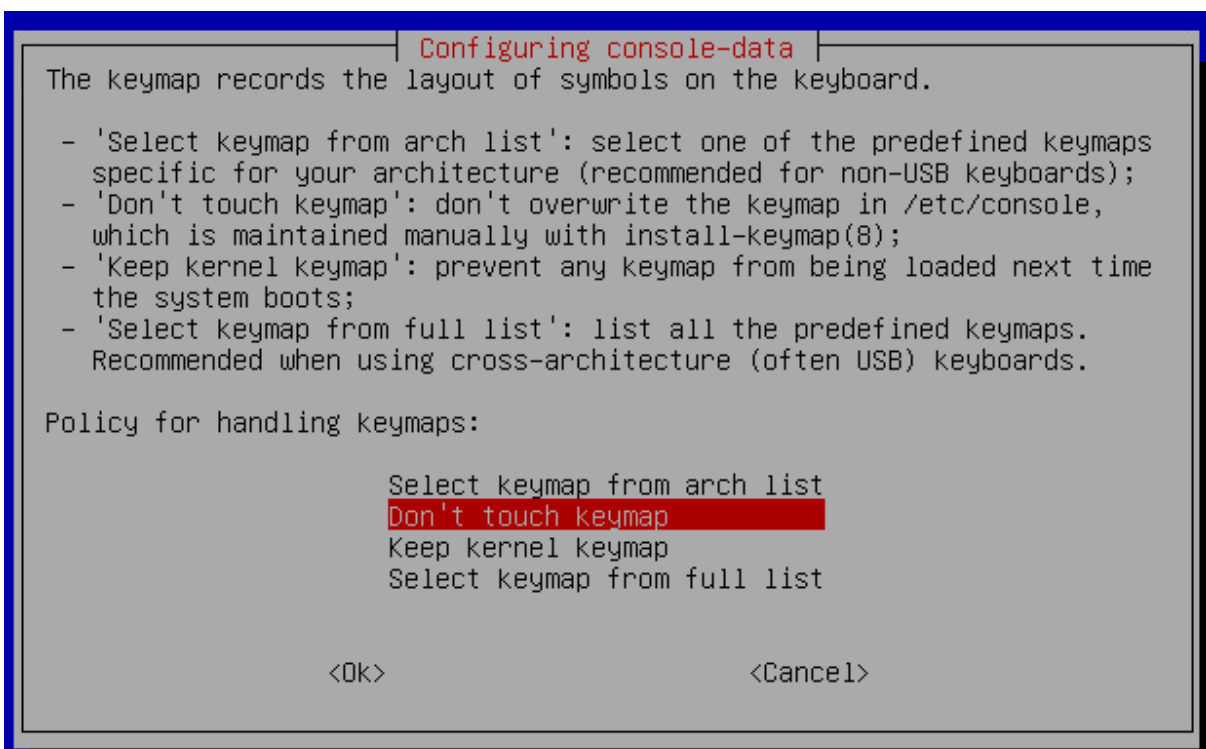 Configuring console-data
The keymap records the layout of symbols on the keyboard.
- 'Select keymap from arch list': select one of the predefined keymaps
specific for your architecture (recommended for non-USB keyboards);
- 'Don't touch keymap': don't overwrite the keymap in /etc/console,
which is maintained manually with install-keymap(8);
- 'Keep kernel keymap': prevent any keymap from being loaded next time
the system boots;
- 'Select keymap from full list': list all the predefined keymaps.
Recommended when using cross-architecture (often USB) keyboards.
Policy for handling keymaps:
Select keymap from arch list
Don't touch keymap
Keep kernel keymap
Select keymap from full list
<Ok> <Cancel>